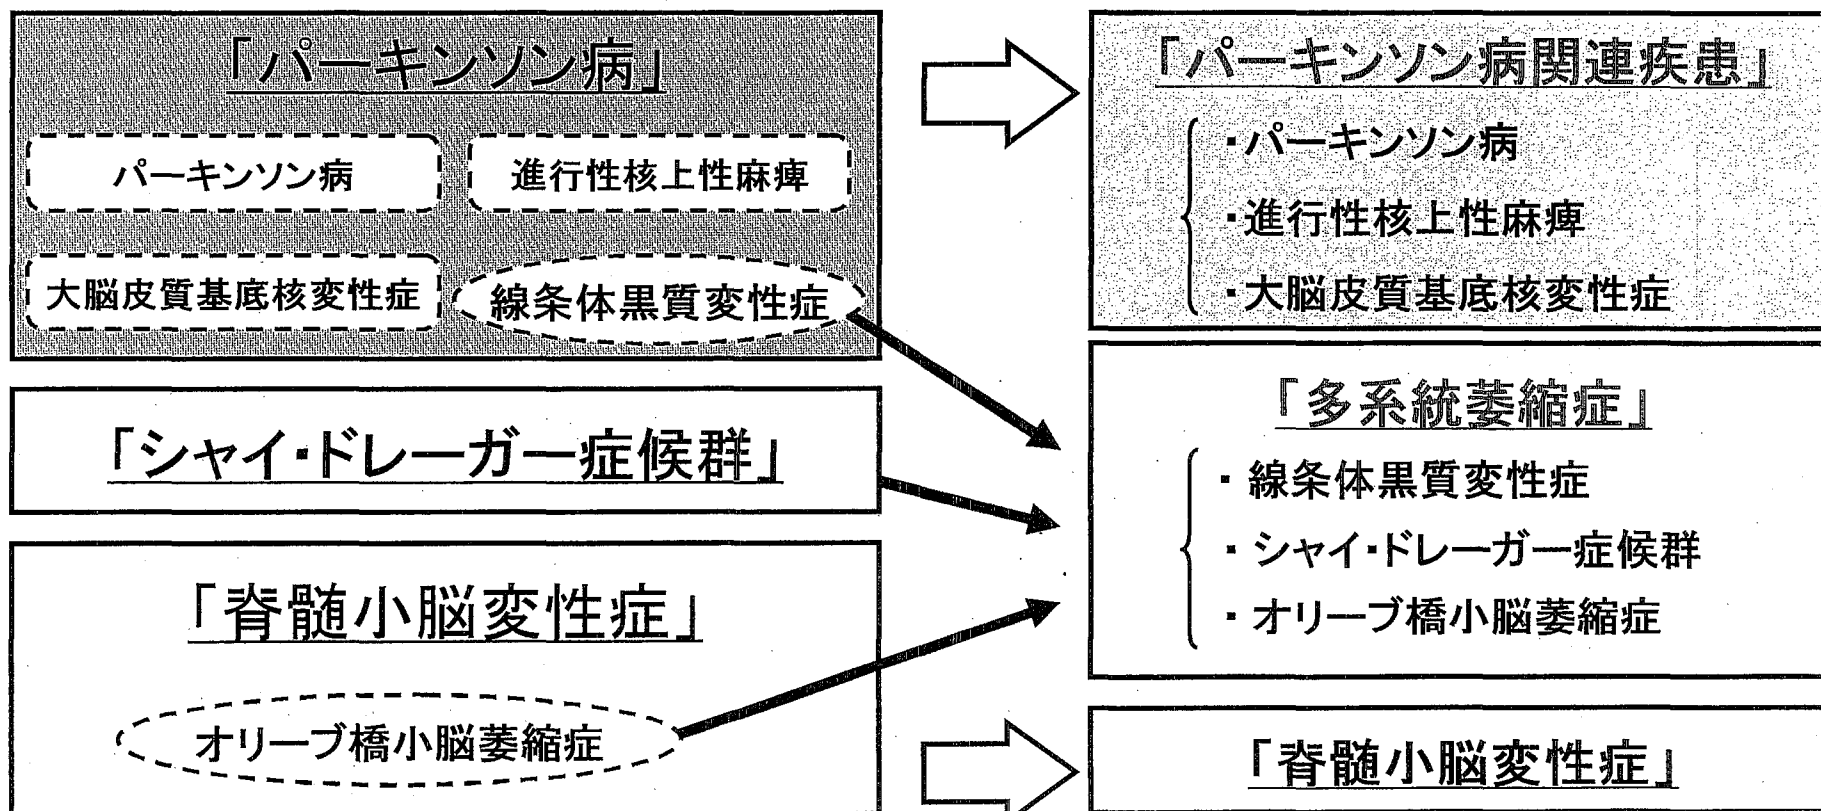 「パーキンソン病」
パーキンソン病
進行性核上性麻痺
大脳皮質基底核変性症
線条体黒質変性症
「シャイ・ドレーガー症候群」
「脊髄小脳変性症」
オリーブ橋小脳萎縮症
「パーキンソン病関連疾患」
・パーキンソン病
・進行性核上性麻痺
・大脳皮質基底核変性症
「多系統萎縮症」
・線条体黒質変性症
・シャイ・ドレーガー症候群
・オリーブ橋小脳萎縮症
「脊髄小脳変性症」